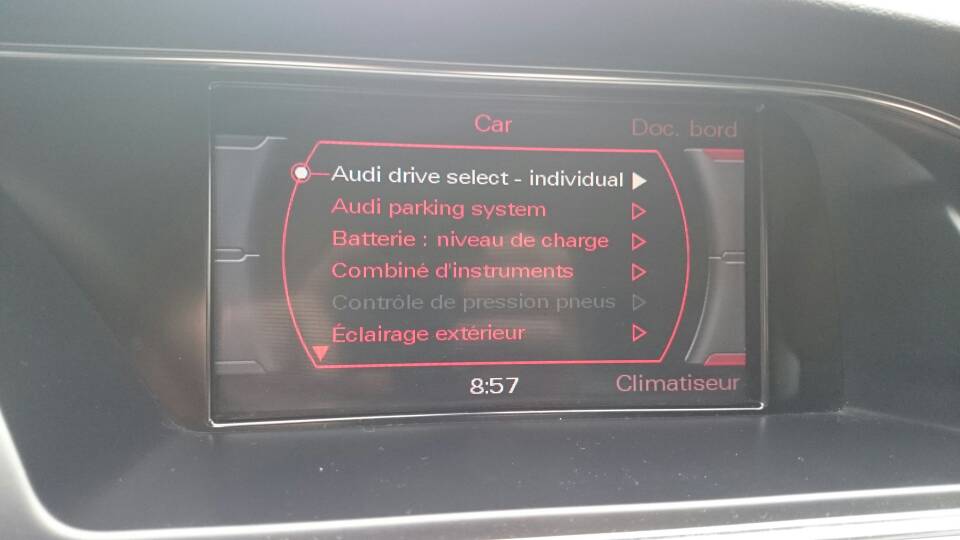 Car
Doc. bord
Audi drive select - individual
Audi parking system
Batterie : niveau de charge
Combiné d'instruments
Contrôle de pression pneus
Éclairage extérieur
8:57
Climatiseur